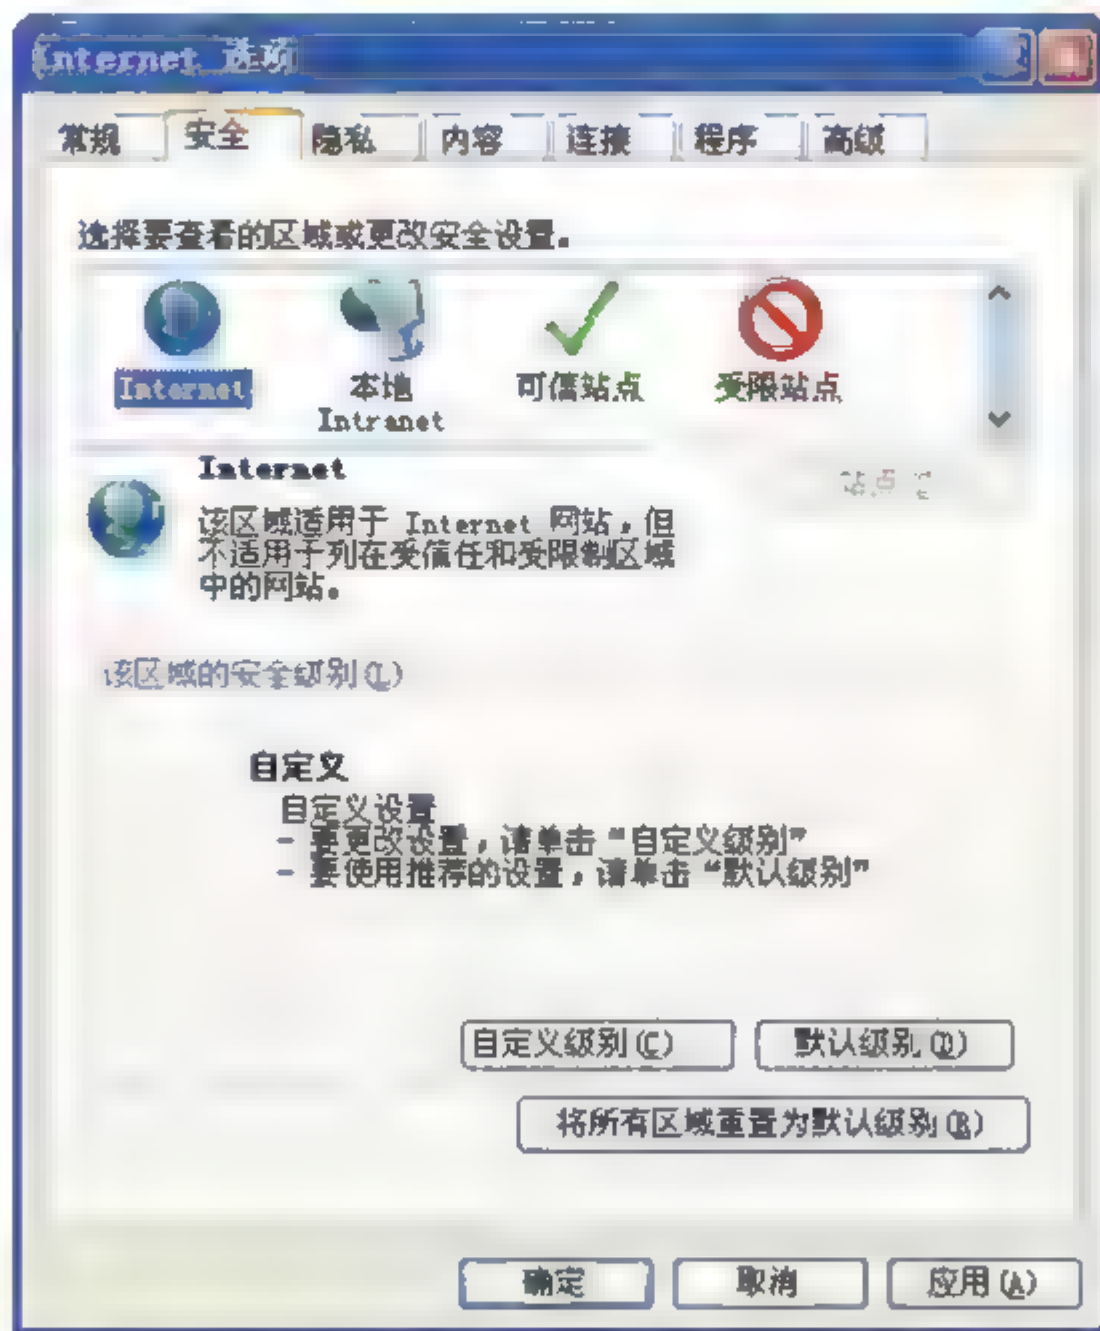 Internet 选项
常规 安全 隐私 内容 连接 程序 高级
选择要查看的区域或更改安全设置。
Internet 本地 可信站点 受限站点
Intranet
Internet
站点
该区域适用于 Internet 网站，但
不适用于列在受信任和受限制区域
中的网站。
该区域的安全级别(L)
自定义
自定义设置
- 要更改设置，请单击“自定义级别”
- 要使用推荐的设置，请单击“默认级别”
自定义级别(C) 默认级别(D)
将所有区域重置为默认级别(R)
确定 取消 应用(A)